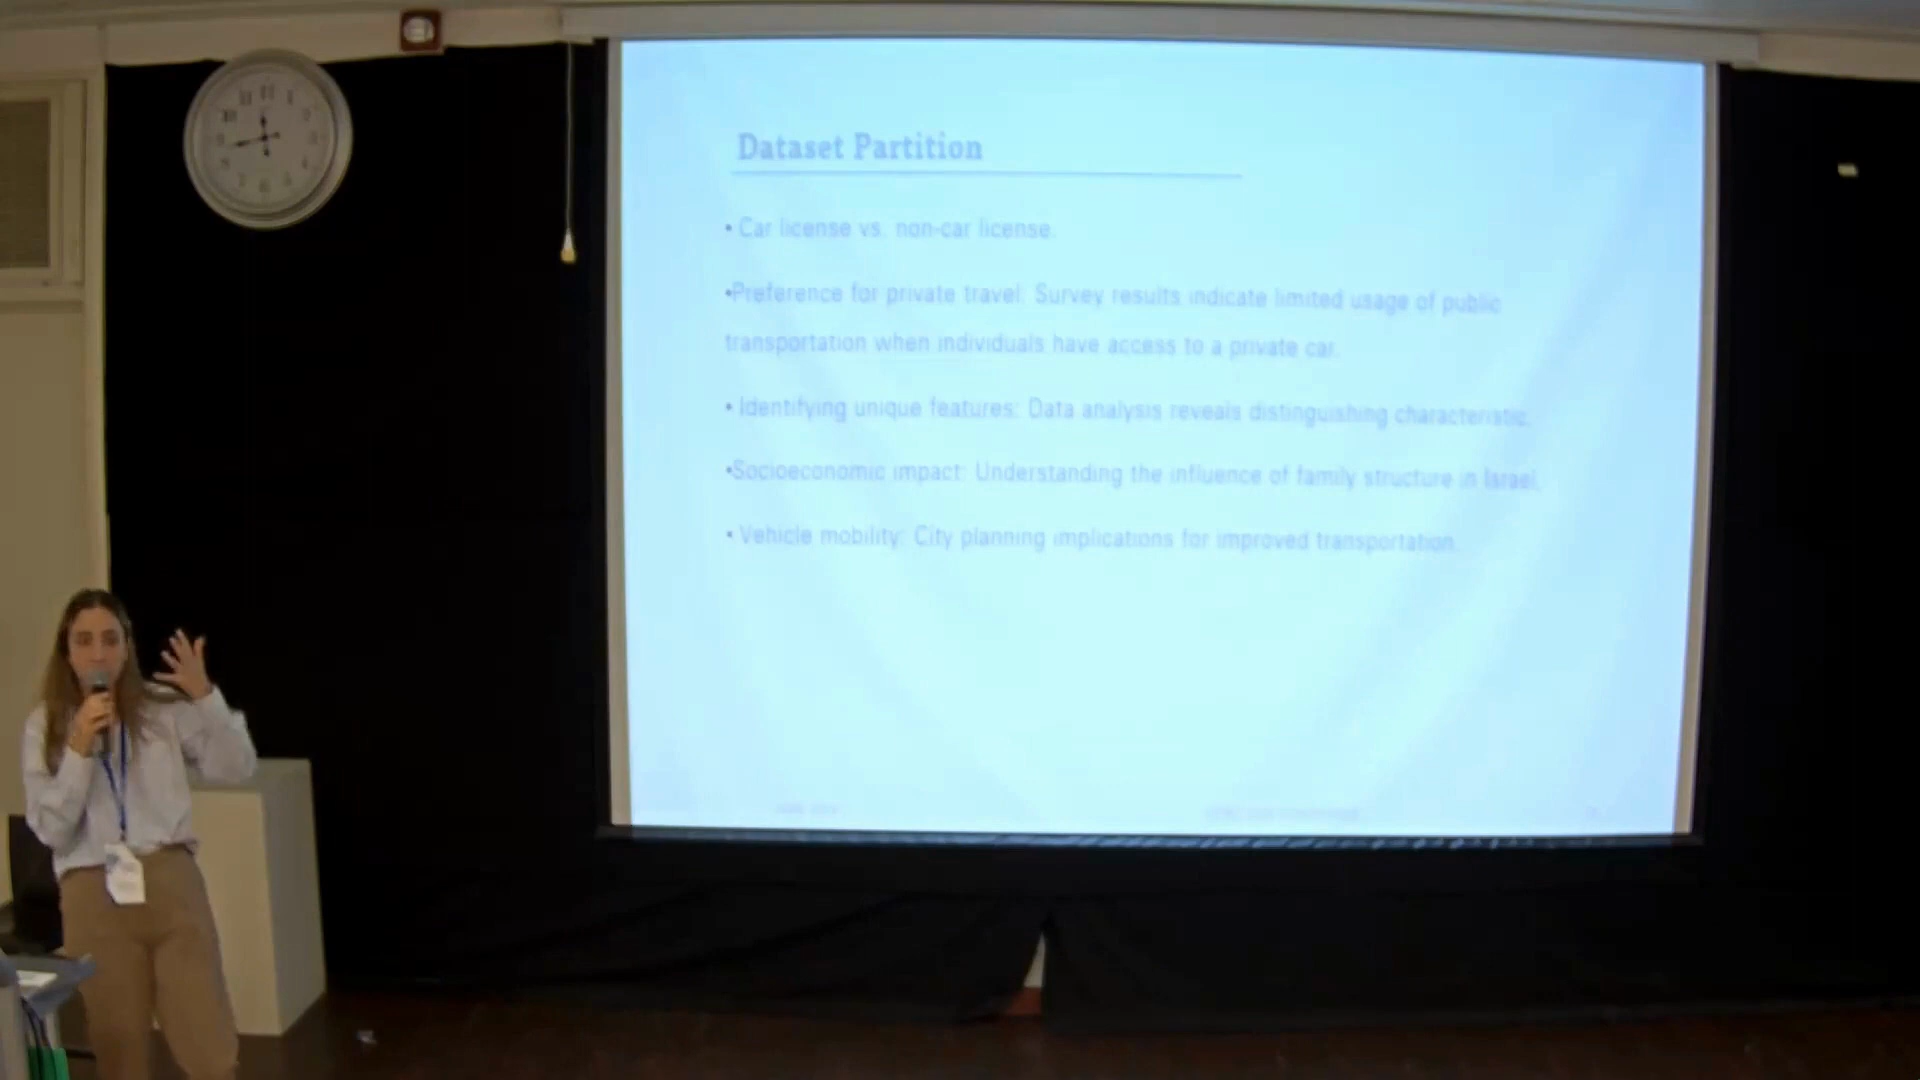 Dataset Partition
• Car license vs. non-car license.
•Preference for private travel: Survey results indicate limited usage of public
transportation when individuals have access to a private car.
• Identifying unique features: Data analysis reveals distinguishing characteristic.
•Socioeconomic impact: Understanding the influence of family structure in Israel.
• Vehicle mobility: City planning implications for improved transportation.